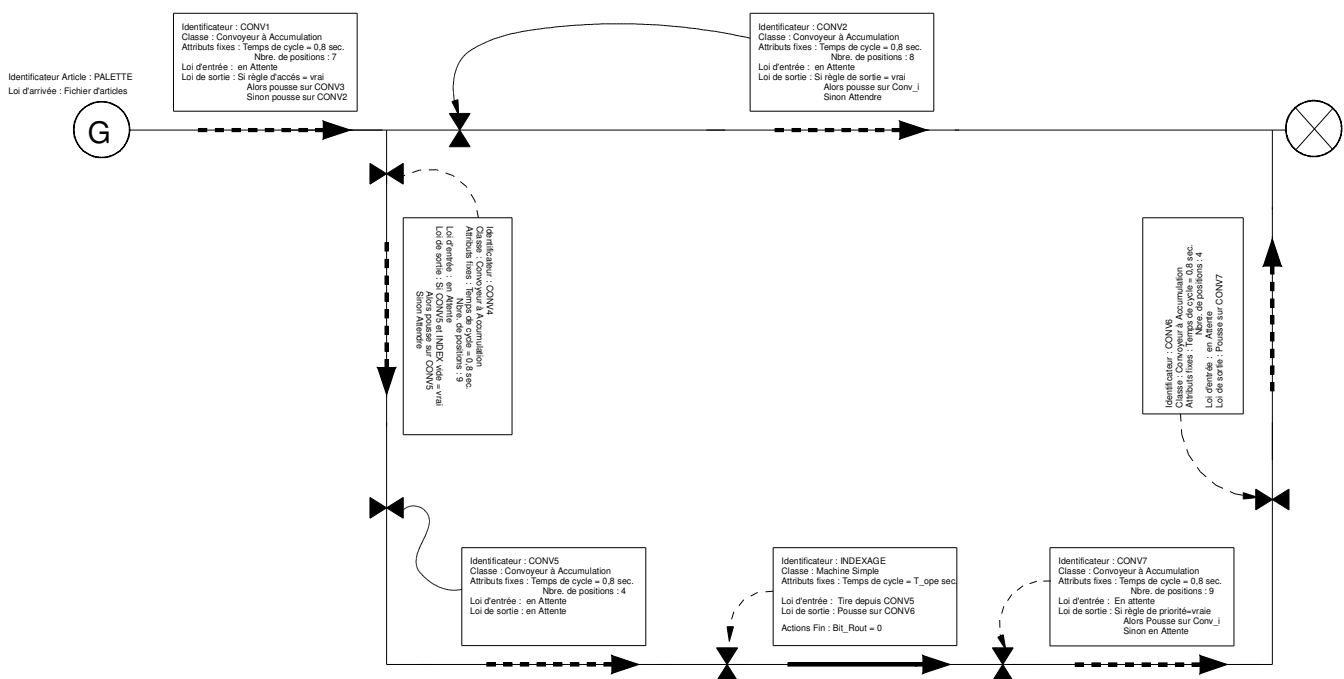 Identificateur : CONV1
Classe : Convoyeur à Accumulation
Attributs fixes : Temps de cycle = 0,8 sec.
Nbre. de positions : 7
Loi d'entrée : en Attente
Loi de sortie : Si règle d'accés = vrai
Alors pousse sur CONV3
Sinon pousse sur CONV2
Identificateur : CONV2
Classe : Convoyeur à Accumulation
Attributs fixes : Temps de cycle = 0,8 sec.
Nbre. de positions : 8
Loi d'entrée : en Attente
Loi de sortie : Si règle de sortie = vrai
Alors pousse sur Conv_i
Sinon Attendre
Identificateur Article : PALETTE
Loi d'arrivée : Fichier d'articles
G
Identificateur : CONV4
Classe : Convoyeur à Accumulation
Attributs fixes : Temps de cycle = 0,8 sec.
Nbre. de positions : 9
Loi d'entrée : en Attente
Loi de sortie : Si CONV5 et INDEX vide = vrai
Alors pousse sur CONV5
Sinon Attendre
Identificateur : CONV6
Classe : Convoyeur à Accumulation
Attributs fixes : Temps de cycle = 0,8 sec.
Nbre. de positions : 4
Loi d'entrée : en Attente
Loi de sortie : Pousse sur CONV7
Identificateur : CONV5
Classe : Convoyeur à Accumulation
Attributs fixes : Temps de cycle = 0,8 sec.
Nbre. de positions : 4
Loi d'entrée : en Attente
Loi de sortie : en Attente
Identificateur : INDEXAGE
Classe : Machine Simple
Attributs fixes : Temps de cycle = T_ope sec.
Loi d'entrée : Tire depuis CONV5
Loi de sortie : Pousse sur CONV6
Actions Fin : Bit_Rout = 0
Identificateur : CONV7
Classe : Convoyeur à Accumulation
Attributs fixes : Temps de cycle = 0,8 sec.
Nbre. de positions : 9
Loi d'entrée : En attente
Loi de sortie : Si règle de priorité=vraie
Alors Pousse sur Conv_i
Sinon en Attente